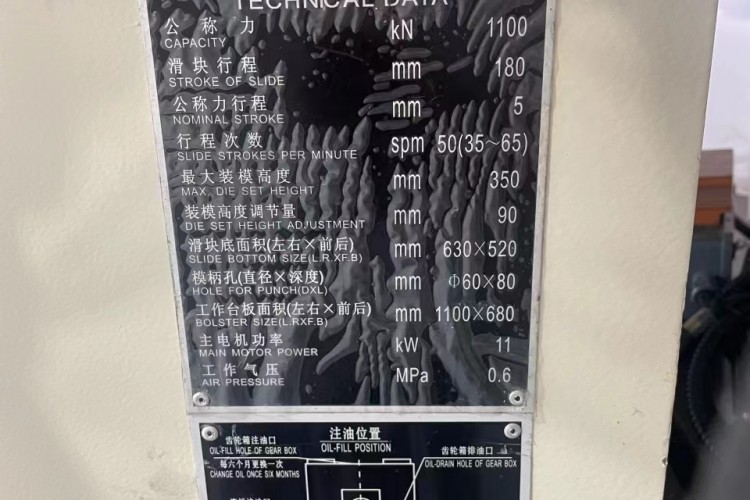 TECHNICAL DATA
公称力 kN 1100
CAPACITY
滑块行程 mm 180
STROKE OF SLIDE
公称力行程 mm 5
NOMINAL STROKE
行程次数 spm 50(35~65)
SLIDE STROKES PER MINUTE
最大装模高度 mm 350
MAX. DIE SET HEIGHT
装模高度调节量 mm 90
DIE SET HEIGHT ADJUSTMENT
滑块底面积(左右×前后) mm 630×520
SLIDE BOTTOM SIZE(L.RXF.B)
模柄孔(直径×深度) mm Φ60×80
HOLE FOR PUNCH(DXL)
工作台板面积(左右×前后) mm 1100×680
BOLSTER SIZE(L.RXF.B)
主电机功率 kW 11
MAIN MOTOR POWER
工作气压 MPa 0.6
AIR PRESSURE
注油位置
OIL-FILL POSITION
齿轮箱注油口
OIL-FILL HOLE OF GEAR BOX
每六个月更换一次
CHANGE OIL ONCE SIX MONTHS
齿轮箱排油口
OIL-DRAIN HOLE OF GEAR BOX